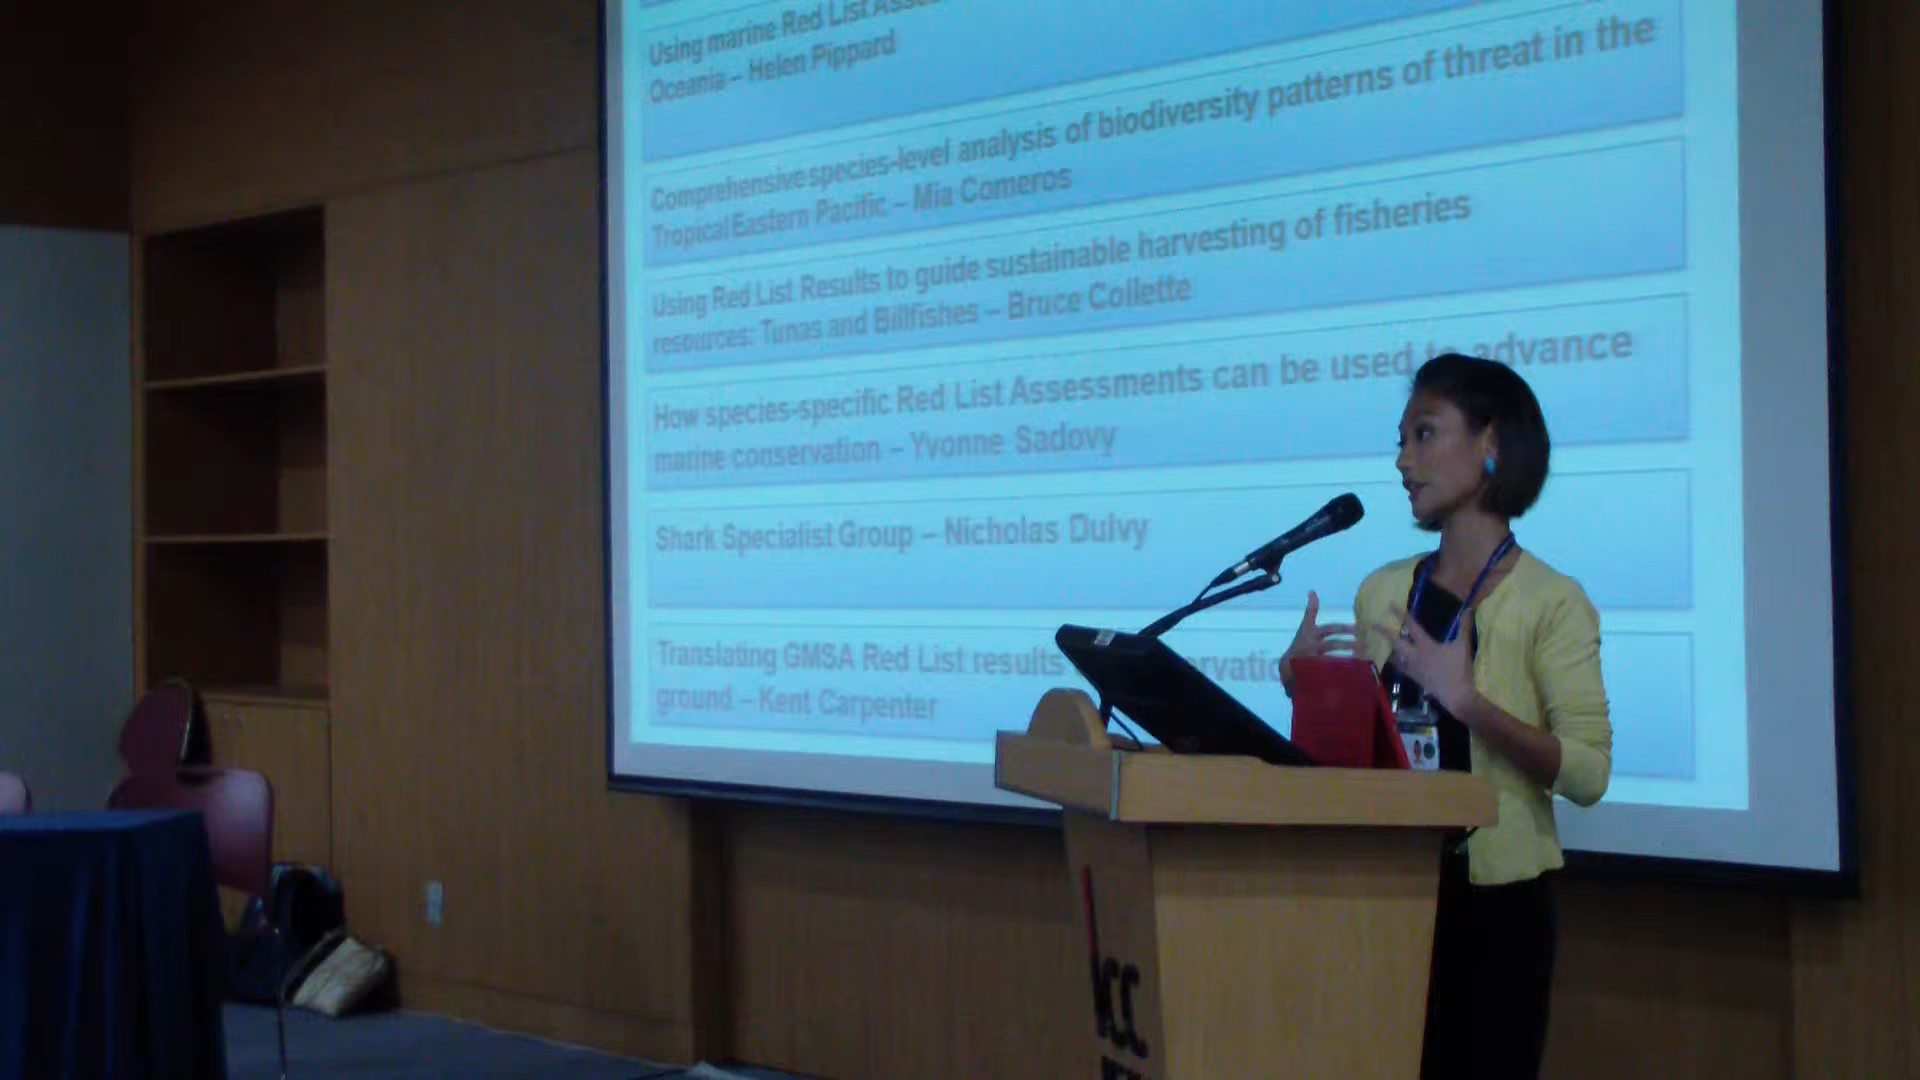 Using marine Red List
Oceania – Helen Pippard
Comprehensive species-level analysis of biodiversity patterns of threat in the
Tropical Eastern Pacific – Mia Comeros
Using Red List Results to guide sustainable harvesting of fisheries
resources: Tunas and Billfishes – Bruce Collette
How species-specific Red List Assessments can be used to advance
marine conservation – Yvonne Sadovy
Shark Specialist Group – Nicholas Dulvy
Translating GMSA Red List results
ground – Kent Carpenter
ICC